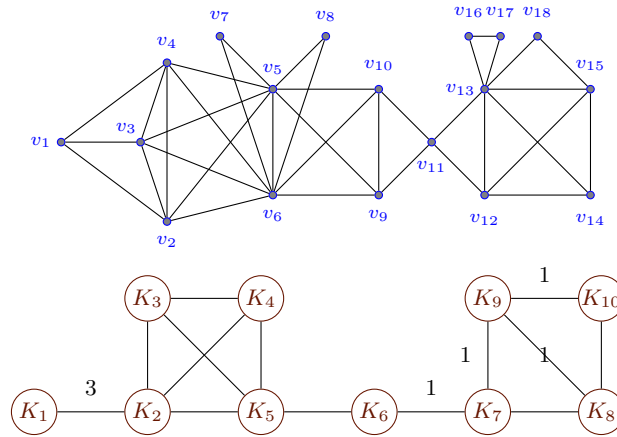 v₁₆ v₁₇ v₁₈
v₇ v₈
v₄ v₅ v₁₀ v₁₃ v₁₅
v₃
v₁ v₁₁
v₆ v₉ v₁₂ v₁₄
v₂
1
K₃ K₄ K₉ K₁₀
1 1
3 1
K₁ K₂ K₅ K₆ K₇ K₈